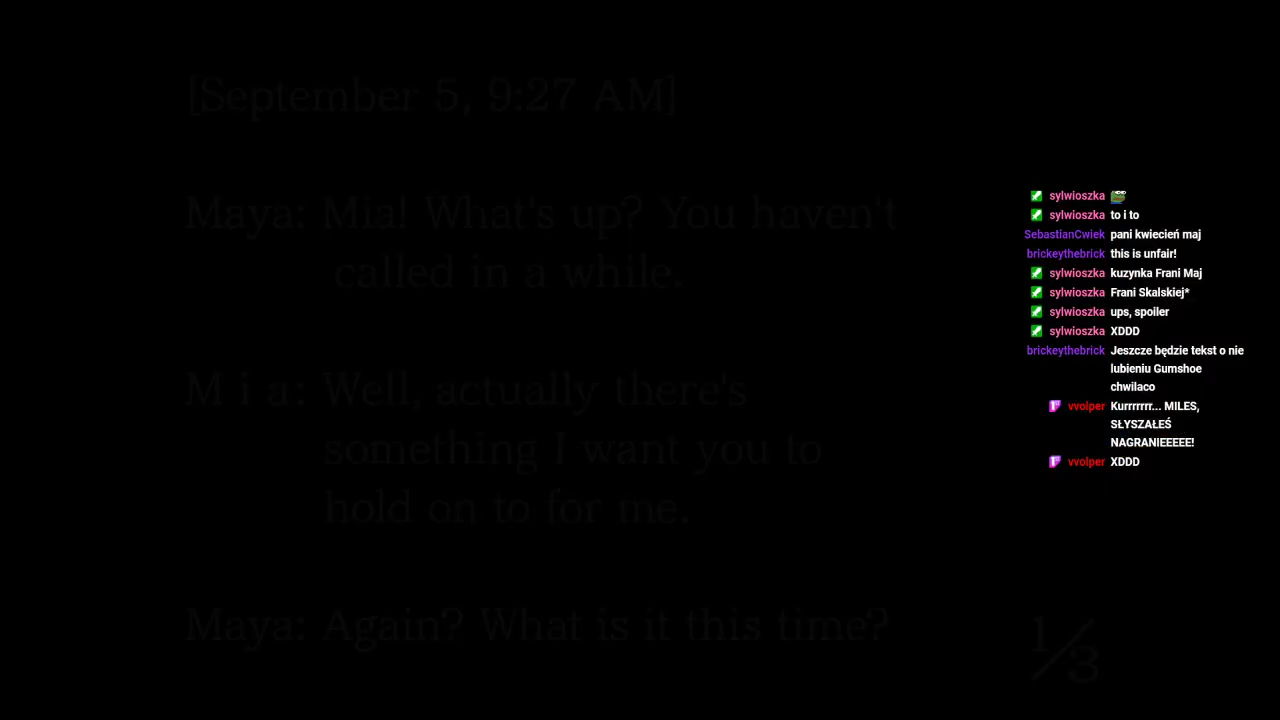 [September 5, 9:27 AM]
Maya: Mia! What's up? You haven't
called in a while.
M i a: Well, actually there's
something I want you to
hold on to for me.
Maya: Again? What is it this time?
1/3
sylwioszka
sylwioszka to i to
SebastianCwiek pani kwiecień maj
brickeythebrick this is unfair!
sylwioszka kuzynka Frani Maj
sylwioszka Frani Skalskiej*
sylwioszka ups, spoiler
sylwioszka XDDD
brickeythebrick Jeszcze będzie tekst o nie
lubieniu Gumshoe
chwilaco
vvolper Kurrrrrrr... MILES,
SŁYSZAŁEŚ
NAGRANIEEEEE!
vvolper XDDD